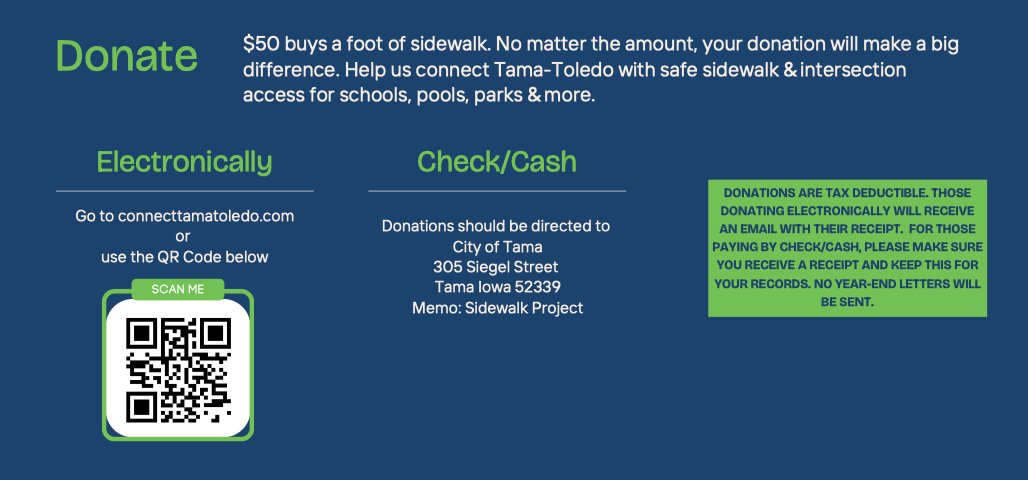 Donate
$50 buys a foot of sidewalk. No matter the amount, your donation will make a big
difference. Help us connect Tama-Toledo with safe sidewalk & intersection
access for schools, pools, parks & more.
Electronically
Go to connecttamatoledo.com
or
use the QR Code below
SCAN ME
Check/Cash
Donations should be directed to
City of Tama
305 Siegel Street
Tama Iowa 52339
Memo: Sidewalk Project
DONATIONS ARE TAX DEDUCTIBLE. THOSE
DONATING ELECTRONICALLY WILL RECEIVE
AN EMAIL WITH THEIR RECEIPT. FOR THOSE
PAYING BY CHECK/CASH, PLEASE MAKE SURE
YOU RECEIVE A RECEIPT AND KEEP THIS FOR
YOUR RECORDS. NO YEAR-END LETTERS WILL
BE SENT.